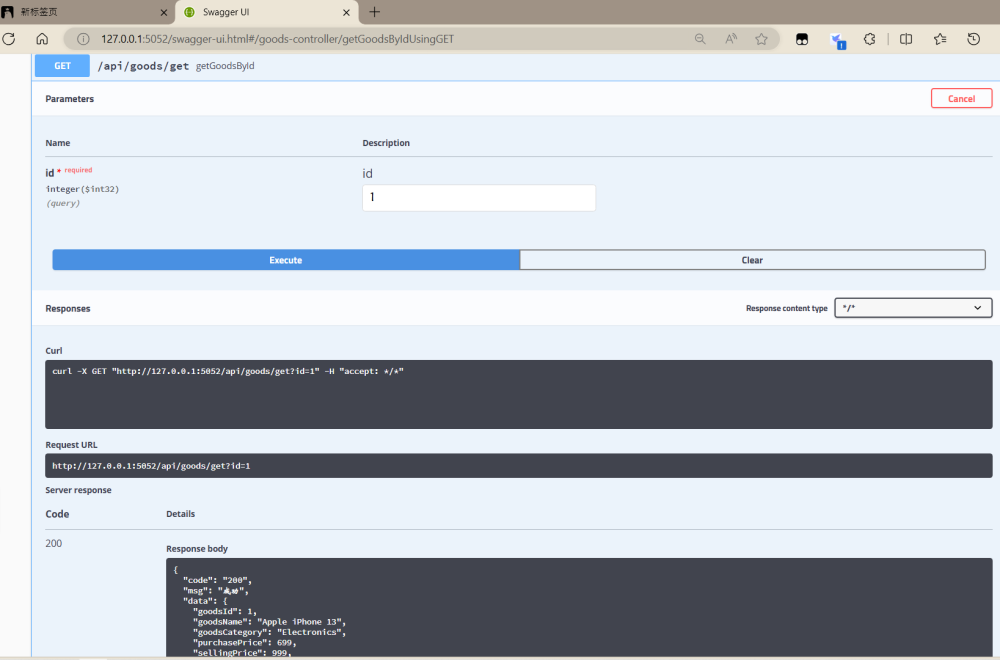 新标签页
Swagger UI
127.0.0.1:5052/swagger-ui.html#/goods-controller/getGoodsByIdUsingGET
GET /api/goods/get getGoodsById
Parameters Cancel
Name Description
id * required id
integer($int32) 1
(query)
Execute Clear
Responses Response content type */*
Curl
curl -X GET "http://127.0.0.1:5052/api/goods/get?id=1" -H "accept: */*"
Request URL
http://127.0.0.1:5052/api/goods/get?id=1
Server response
Code Details
200
Response body
{
"code": "200",
"msg": "成功",
"data": {
"goodsId": 1,
"goodsName": "Apple iPhone 13",
"goodsCategory": "Electronics",
"purchasePrice": 699,
"sellingPrice": 999,